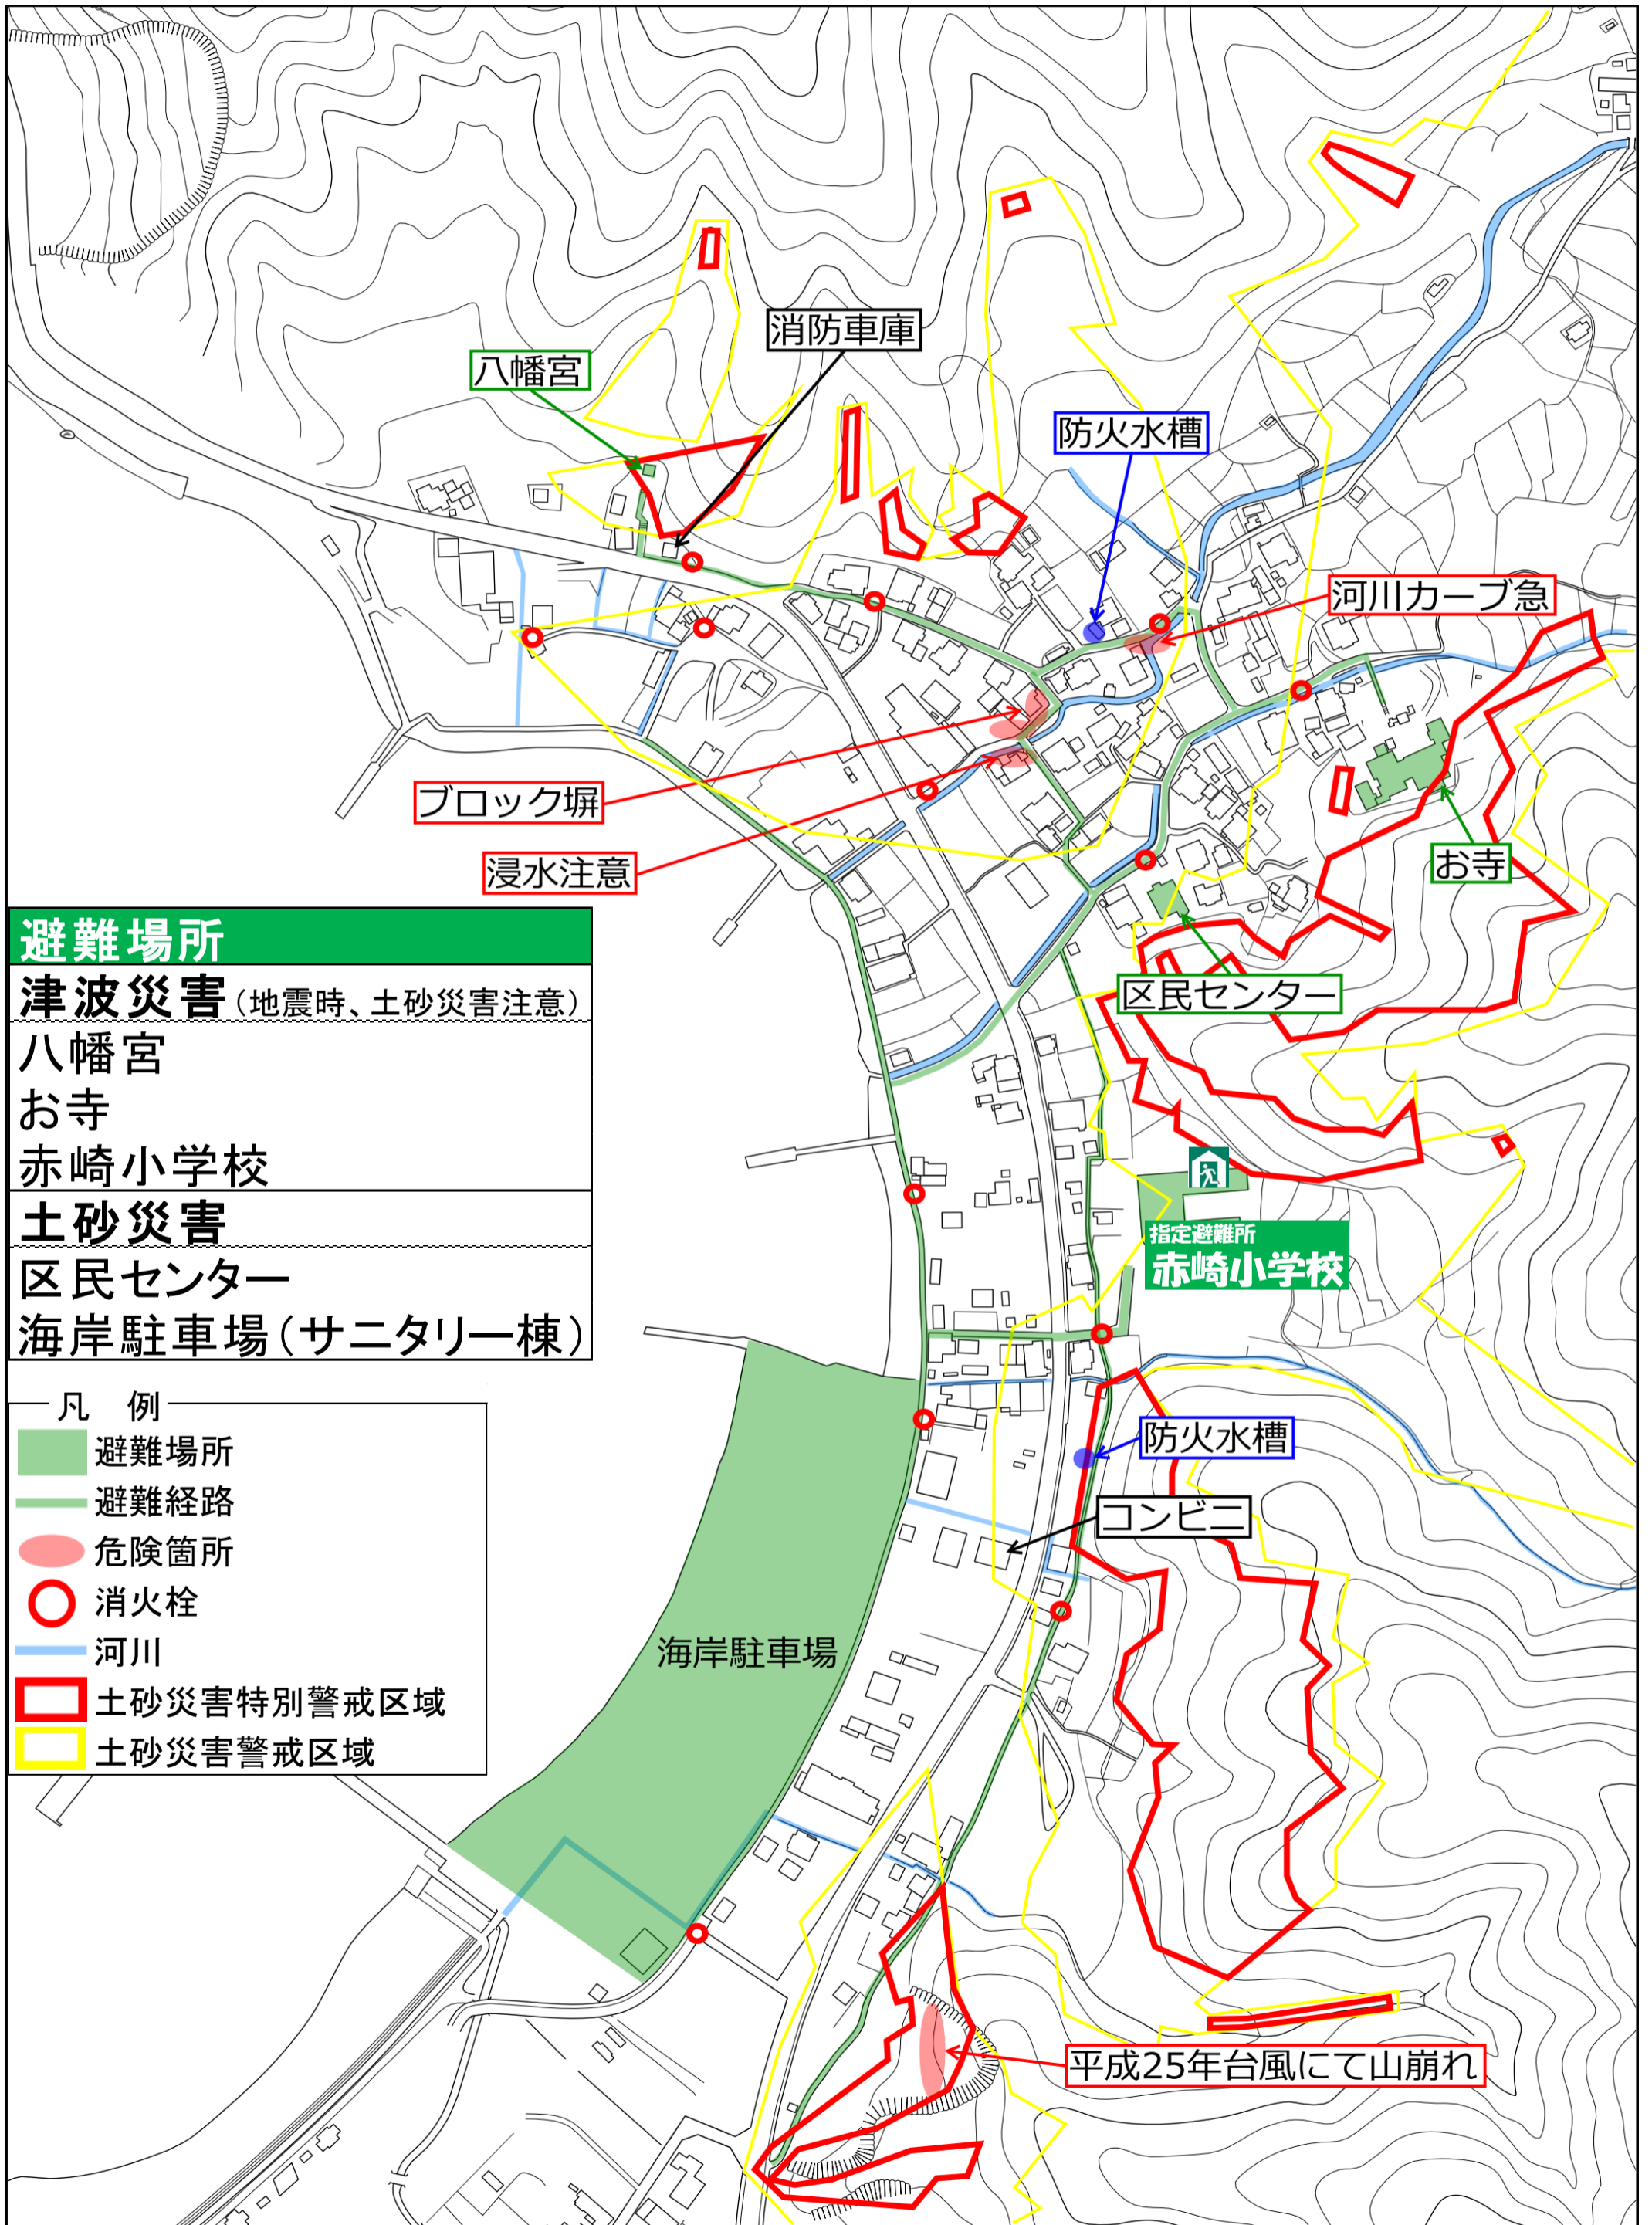 消防車庫
八幡宮
防火水槽
河川カーブ急
ブロック塀
浸水注意
お寺
区民センター
避難場所
津波災害(地震時、土砂災害注意)
八幡宮
お寺
赤崎小学校
土砂災害
区民センター
海岸駐車場(サニタリー棟)
指定避難所
赤崎小学校
凡 例
避難場所
避難経路
危険箇所
消火栓
河川
土砂災害特別警戒区域
土砂災害警戒区域
防火水槽
コンビニ
海岸駐車場
平成25年台風にて山崩れ